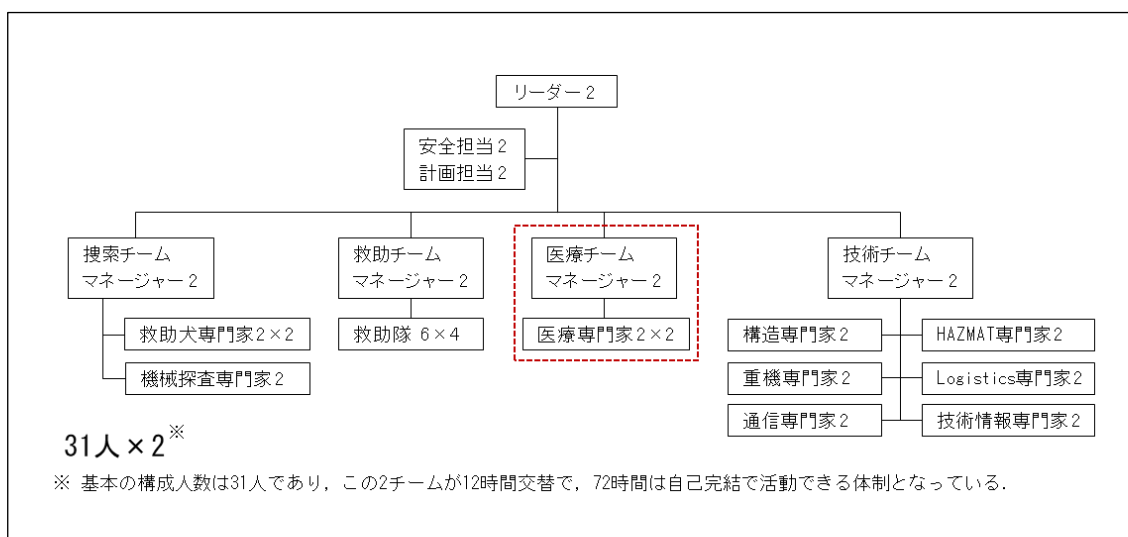 リーダー2
安全担当2
計画担当2
捜索チーム
マネージャー2
救助チーム
マネージャー2
医療チーム
マネージャー2
技術チーム
マネージャー2
救助犬専門家2×2
機械探査専門家2
救助隊 6×4
医療専門家2×2
構造専門家2
HAZMAT専門家2
重機専門家2
Logistics専門家2
通信専門家2
技術情報専門家2
31人×2※
※ 基本の構成人数は31人であり，この2チームが12時間交替で，72時間は自己完結で活動できる体制となっている．